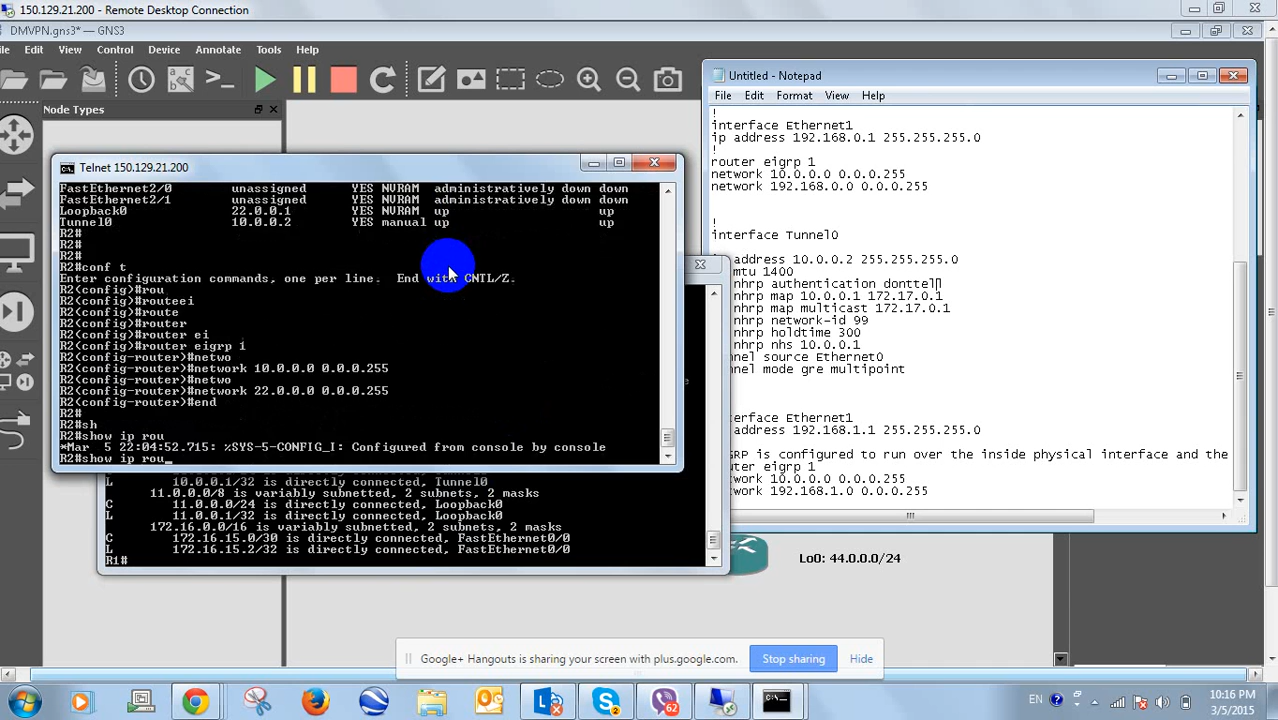 150.129.21.200 - Remote Desktop Connection
DMVPN.gns3* — GNS3
Edit View Control Device Annotate Tools Help
Node Types
Telnet 150.129.21.200
FastEthernet2/0 unassigned YES NVRAM administratively down down
FastEthernet2/1 unassigned YES NVRAM administratively down down
Loopback0 22.0.0.1 YES NVRAM up up
Tunnel0 10.0.0.2 YES manual up up
R2#
R2#
R2#
R2#conf t
Enter configuration commands, one per line. End with CNTL/Z.
R2(config)#rou
R2(config)#routeei
R2(config)#route
R2(config)#router
R2(config)#router ei
R2(config)#router eigrp 1
R2(config-router)#netwo
R2(config-router)#network 10.0.0.0 0.0.0.255
R2(config-router)#netwo
R2(config-router)#network 22.0.0.0 0.0.0.255
R2(config-router)#end
R2#
R2#sh
R2#show ip rou
*Mar 5 22:04:52.715: %SYS-5-CONFIG_I: Configured from console by console
R2#show ip rou
L 10.0.0.1/32 is directly connected, Tunnel0
11.0.0.0/8 is variably subnetted, 2 subnets, 2 masks
C 11.0.0.0/24 is directly connected, Loopback0
L 11.0.0.1/32 is directly connected, Loopback0
172.16.0.0/16 is variably subnetted, 2 subnets, 2 masks
C 172.16.15.0/30 is directly connected, FastEthernet0/0
L 172.16.15.2/32 is directly connected, FastEthernet0/0
R1#
Untitled - Notepad
File Edit Format View Help
!
interface Ethernet1
ip address 192.168.0.1 255.255.255.0
!
router eigrp 1
network 10.0.0.0 0.0.0.255
network 192.168.0.0 0.0.0.255
!
interface Tunnel0
address 10.0.0.2 255.255.255.0
mtu 1400
nhrp authentication donttell
nhrp map 10.0.0.1 172.17.0.1
nhrp map multicast 172.17.0.1
nhrp network-id 99
nhrp holdtime 300
nhrp nhs 10.0.0.1
nnel source Ethernet0
nnel mode gre multipoint
nterface Ethernet1
address 192.168.1.1 255.255.255.0
GRP is configured to run over the inside physical interface and the
uter eigrp 1
twork 10.0.0.0 0.0.0.255
twork 192.168.1.0 0.0.0.255
Lo0: 44.0.0.0/24
Google+ Hangouts is sharing your screen with plus.google.com.
Stop sharing
Hide
EN
10:16 PM
3/5/2015
2
62